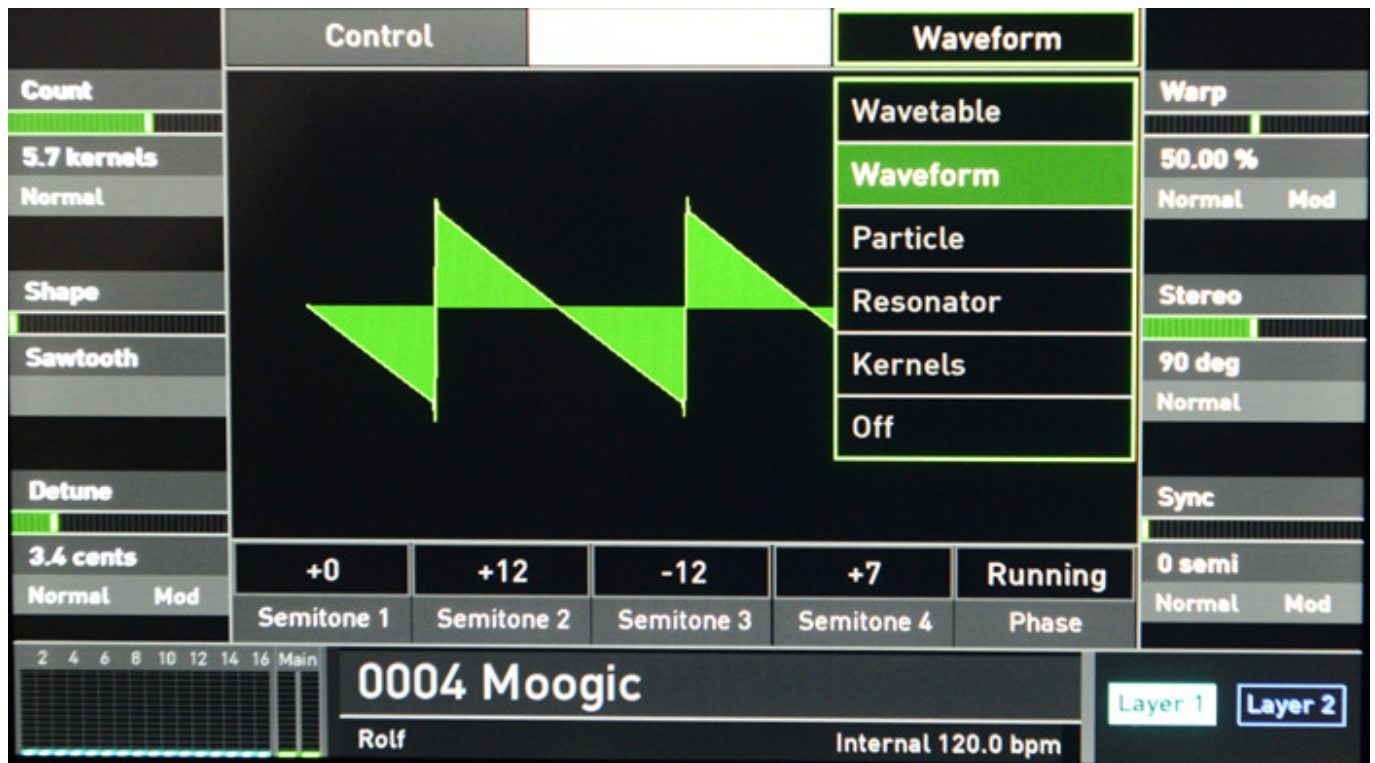 Control
Waveform
Count
5.7 kernels
Normal
Shape
Sawtooth
Detune
3.4 cents
Normal Mod
Wavetable
Waveform
Particle
Resonator
Kernels
Off
Warp
50.00 %
Normal Mod
Stereo
90 deg
Normal
Sync
0 semi
Normal Mod
+0 +12 -12 +7 Running
Semitone 1 Semitone 2 Semitone 3 Semitone 4 Phase
2 4 6 8 10 12 14 16 Main
0004 Moogic
Rolf Internal 120.0 bpm
Layer 1 Layer 2